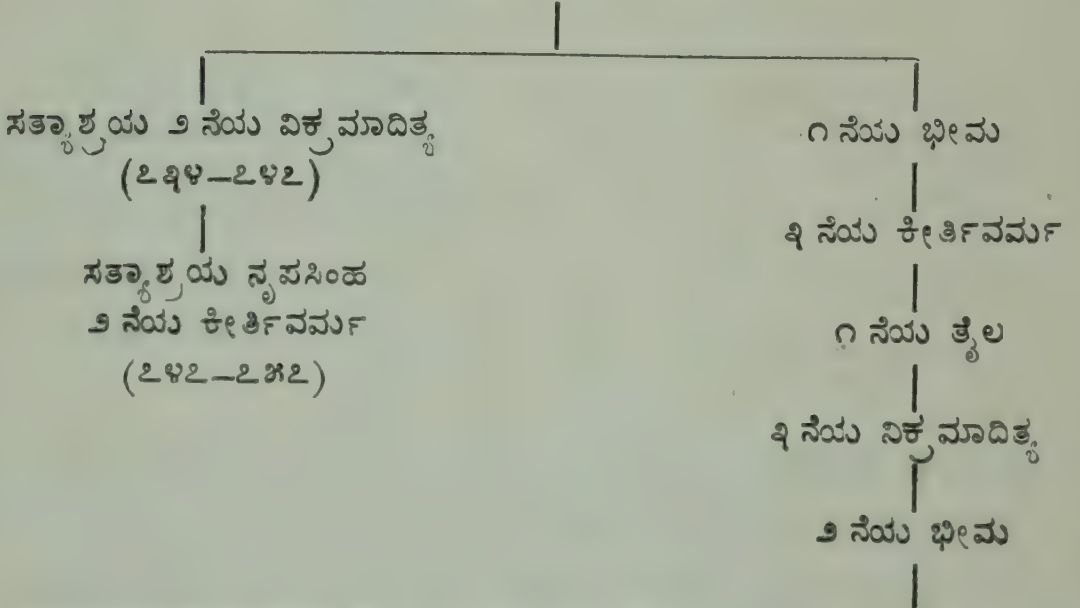 ಸತ್ಯಾಶ್ರಯ ೨ ನೆಯ ವಿಕ್ರಮಾದಿತ್ಯ
(೭೩೪—೭೪೭)
ಸತ್ಯಾಶ್ರಯ ನೃಪಸಿಂಹ
೨ ನೆಯ ಕೀರ್ತಿವರ್ಮ
(೭೪೭—೭೫೭)
೧ ನೆಯ ಭೀಮ
೩ ನೆಯ ಕೀರ್ತಿವರ್ಮ
೧ ನೆಯ ತೈಲ
೩ ನೆಯ ವಿಕ್ರಮಾದಿತ್ಯ
೨ ನೆಯ ಭೀಮ